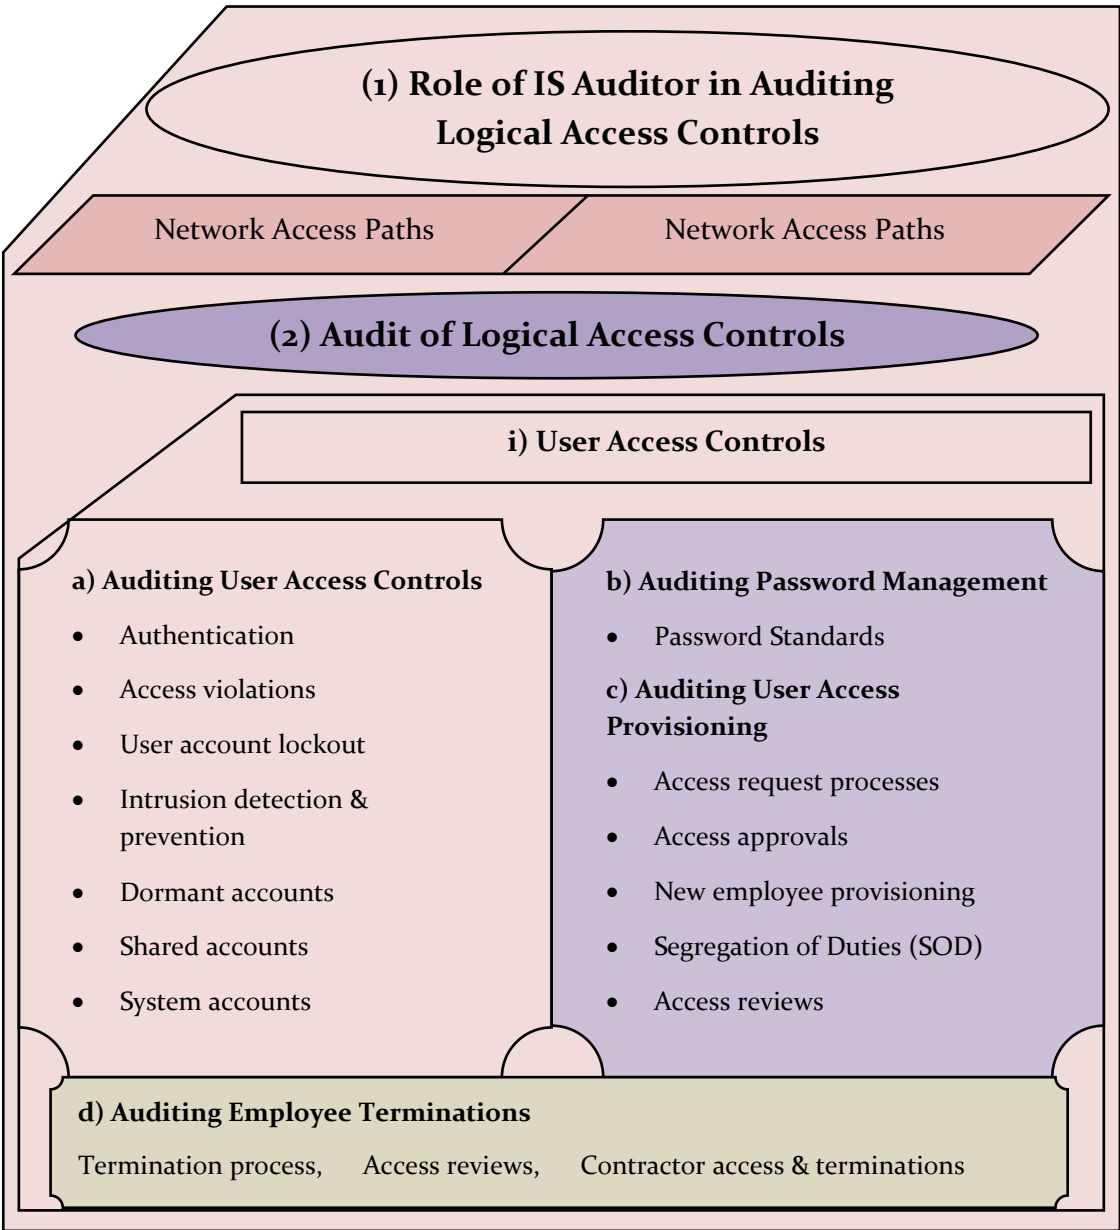 (1) Role of IS Auditor in Auditing
Logical Access Controls
Network Access Paths
Network Access Paths
(2) Audit of Logical Access Controls
i) User Access Controls
a) Auditing User Access Controls
• Authentication
• Access violations
• User account lockout
• Intrusion detection &
prevention
• Dormant accounts
• Shared accounts
• System accounts
b) Auditing Password Management
• Password Standards
c) Auditing User Access
Provisioning
• Access request processes
• Access approvals
• New employee provisioning
• Segregation of Duties (SOD)
• Access reviews
d) Auditing Employee Terminations
Termination process, Access reviews, Contractor access & terminations